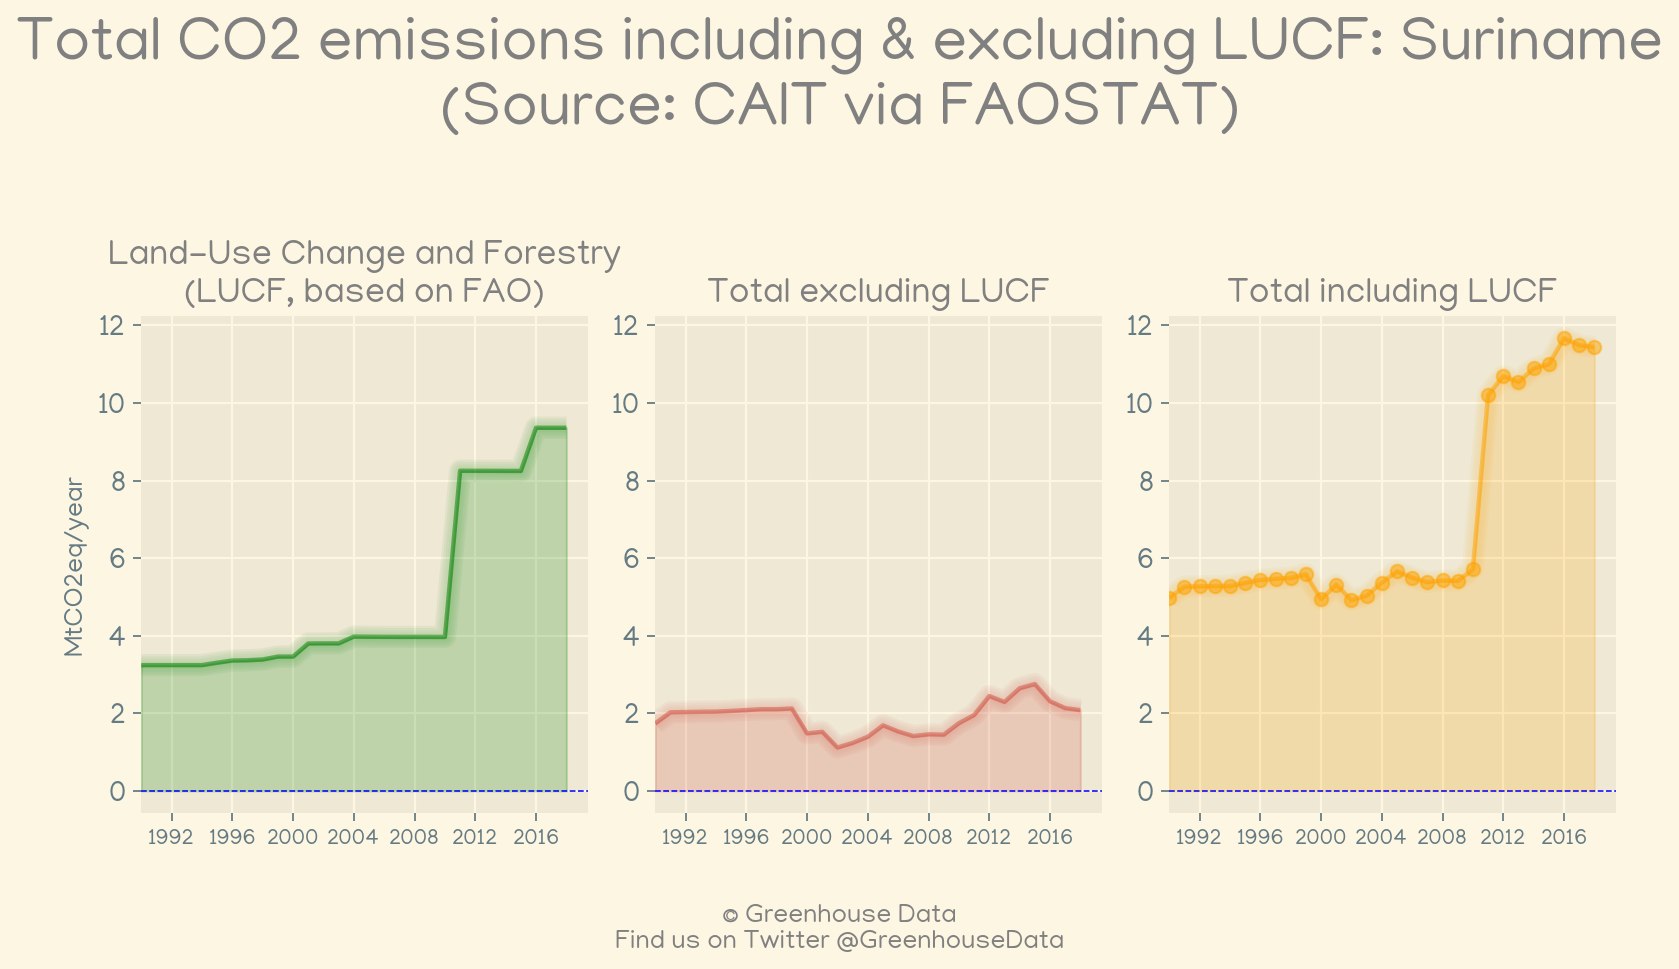 Total CO2 emissions including & excluding LUCF: Suriname
(Source: CAIT via FAOSTAT)
Land-Use Change and Forestry
(LUCF, based on FAO)
Total excluding LUCF
Total including LUCF
MtCO2eq/year
12
10
8
6
4
2
0
1992 1996 2000 2004 2008 2012 2016
12
10
8
6
4
2
0
1992 1996 2000 2004 2008 2012 2016
12
10
8
6
4
2
0
1992 1996 2000 2004 2008 2012 2016
© Greenhouse Data
Find us on Twitter @GreenhouseData